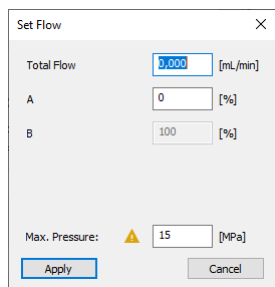 Set Flow
Total Flow 0,000 [mL/min]
A 0 [%]
B 100 [%]
Max. Pressure: 15 [MPa]
Apply Cancel